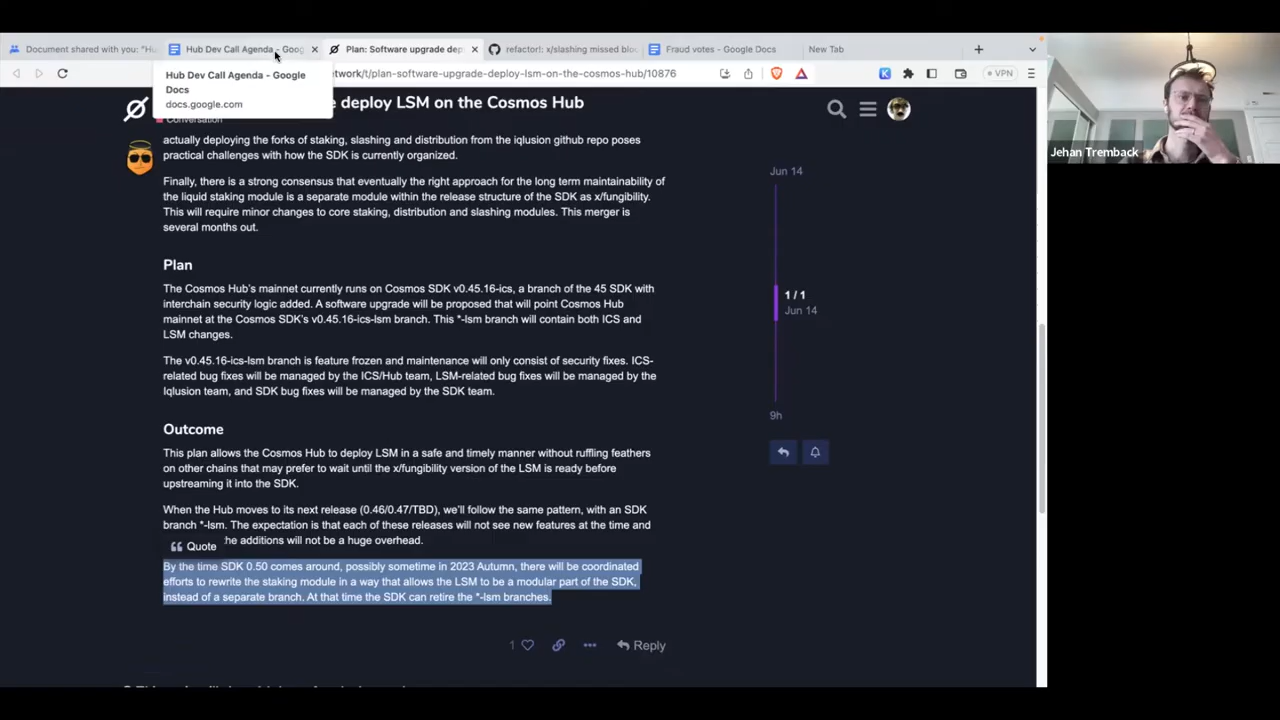 Document shared with you: "Hu
Hub Dev Call Agenda - Goog
Plan: Software upgrade dep
refactor!: x/slashing missed blo
Fraud votes - Google Docs
New Tab
etwork/t/plan-software-upgrade-deploy-lsm-on-the-cosmos-hub/10876
VPN
Hub Dev Call Agenda - Google
Docs
docs.google.com
e deploy LSM on the Cosmos Hub
Conversation
Jehan Tremback
actually deploying the forks of staking, slashing and distribution from the iqlusion github repo poses
practical challenges with how the SDK is currently organized.
Finally, there is a strong consensus that eventually the right approach for the long term maintainability of
the liquid staking module is a separate module within the release structure of the SDK as x/fungibility.
This will require minor changes to core staking, distribution and slashing modules. This merger is
several months out.
Jun 14
1 / 1
Jun 14
9h
Plan
The Cosmos Hub's mainnet currently runs on Cosmos SDK v0.45.16-ics, a branch of the 45 SDK with
interchain security logic added. A software upgrade will be proposed that will point Cosmos Hub
mainnet at the Cosmos SDK's v0.45.16-ics-lsm branch. This *-lsm branch will contain both ICS and
LSM changes.
The v0.45.16-ics-lsm branch is feature frozen and maintenance will only consist of security fixes. ICS-
related bug fixes will be managed by the ICS/Hub team, LSM-related bug fixes will be managed by the
Iqlusion team, and SDK bug fixes will be managed by the SDK team.
Outcome
This plan allows the Cosmos Hub to deploy LSM in a safe and timely manner without ruffling feathers
on other chains that may prefer to wait until the x/fungibility version of the LSM is ready before
upstreaming it into the SDK.
When the Hub moves to its next release (0.46/0.47/TBD), we'll follow the same pattern, with an SDK
branch *-lsm. The expectation is that each of these releases will not see new features at the time and
Quote
he additions will not be a huge overhead.
By the time SDK 0.50 comes around, possibly sometime in 2023 Autumn, there will be coordinated
efforts to rewrite the staking module in a way that allows the LSM to be a modular part of the SDK,
instead of a separate branch. At that time the SDK can retire the *-lsm branches.
1
Reply